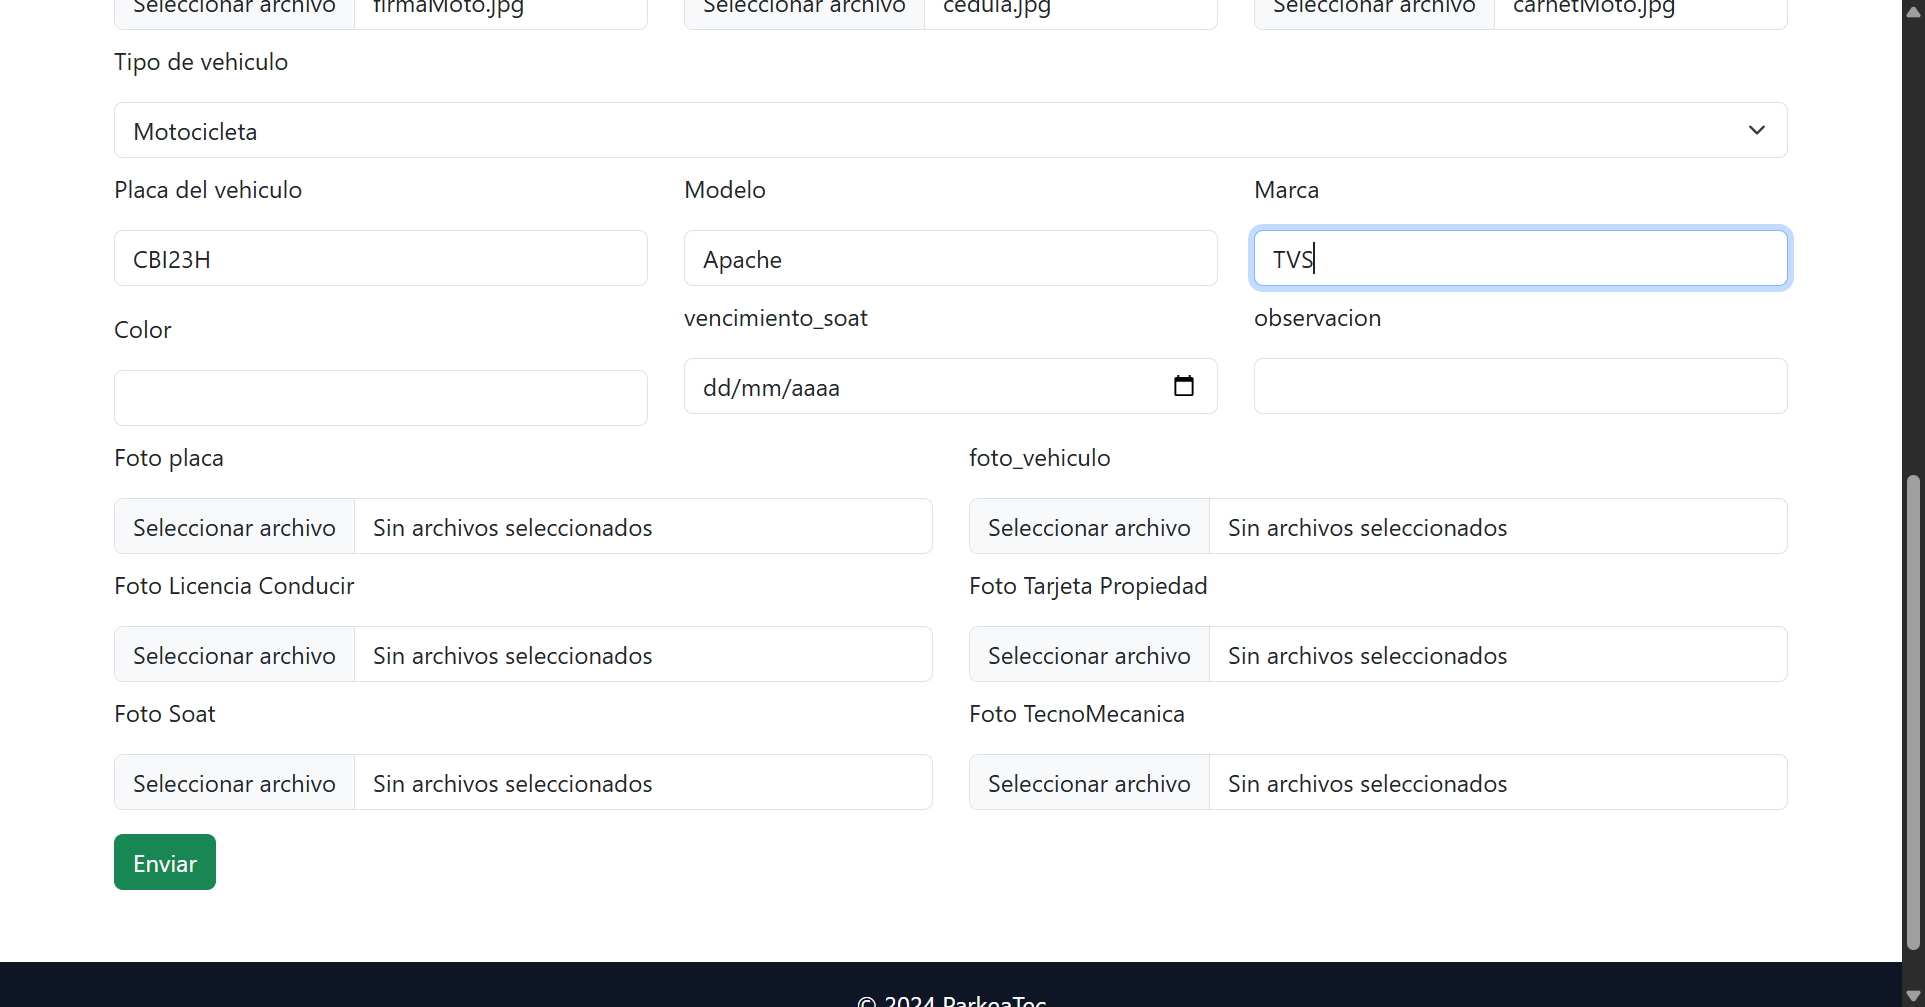 Seleccionar archivo firmaMoto.jpg Seleccionar archivo cedula.jpg Seleccionar archivo carnetMoto.jpg
Tipo de vehiculo
Motocicleta
Placa del vehiculo Modelo Marca
CBI23H Apache TVS
Color vencimiento_soat observacion
dd/mm/aaaa
Foto placa foto_vehiculo
Seleccionar archivo Sin archivos seleccionados Seleccionar archivo Sin archivos seleccionados
Foto Licencia Conducir Foto Tarjeta Propiedad
Seleccionar archivo Sin archivos seleccionados Seleccionar archivo Sin archivos seleccionados
Foto Soat Foto TecnoMecanica
Seleccionar archivo Sin archivos seleccionados Seleccionar archivo Sin archivos seleccionados
Enviar
© 2024 ParkeaTec